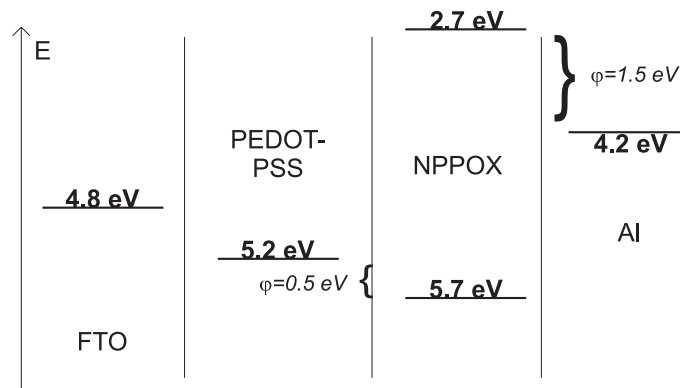 E
2.7 eV
φ=1.5 eV
4.2 eV
PEDOT-
PSS
NPPOX
4.8 eV
5.2 eV
φ=0.5 eV
5.7 eV
Al
FTO